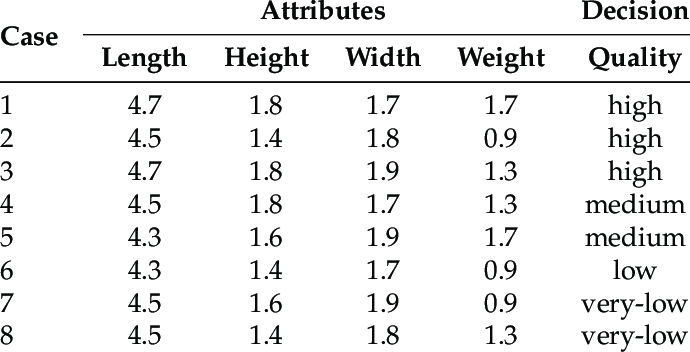 Case Attributes Decision
Length Height Width Weight Quality
1 4.7 1.8 1.7 1.7 high
2 4.5 1.4 1.8 0.9 high
3 4.7 1.8 1.9 1.3 high
4 4.5 1.8 1.7 1.3 medium
5 4.3 1.6 1.9 1.7 medium
6 4.3 1.4 1.7 0.9 low
7 4.5 1.6 1.9 0.9 very-low
8 4.5 1.4 1.8 1.3 very-low